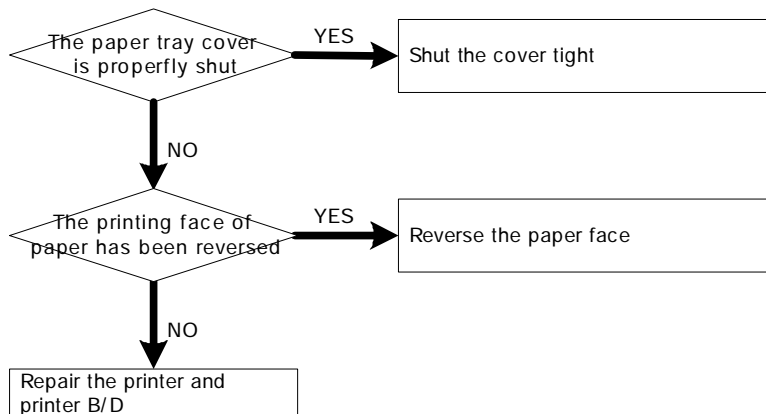 The paper tray cover
is properfly shut
YES
Shut the cover tight
NO
The printing face of
paper has been reversed
YES
Reverse the paper face
NO
Repair the printer and
printer B/D